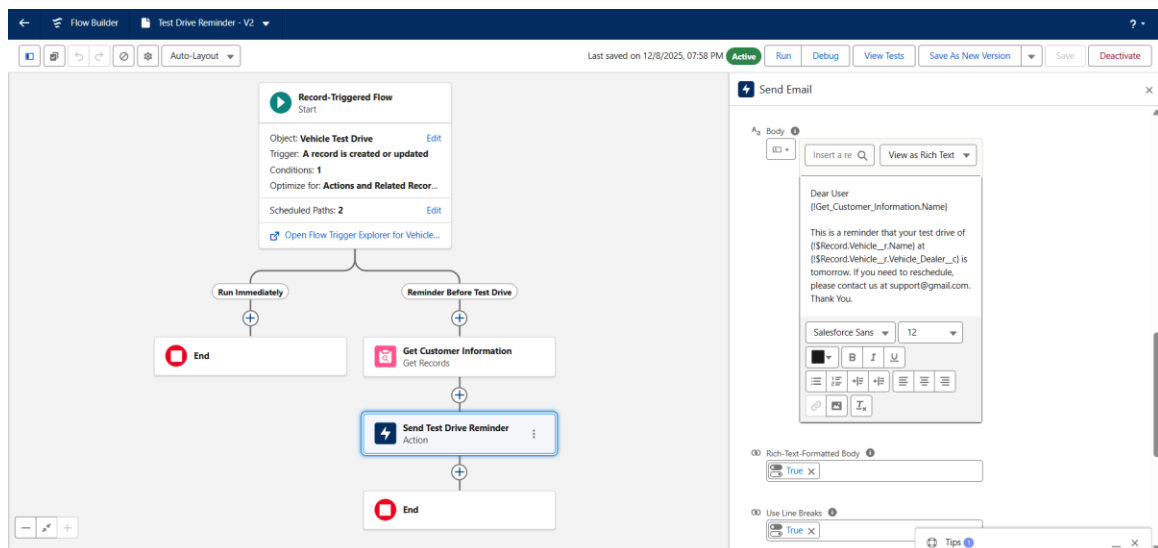 Flow Builder
Test Drive Reminder - V2
?
Auto-Layout
Last saved on 12/8/2025, 07:58 PM
Active
Run
Debug
View Tests
Save As New Version
Save
Deactivate
Record-Triggered Flow
Start
Object: Vehicle Test Drive
Edit
Trigger: A record is created or updated
Conditions: 1
Optimize for: Actions and Related Recor...
Scheduled Paths: 2
Edit
Open Flow Trigger Explorer for Vehicle...
Run Immediately
Reminder Before Test Drive
End
Get Customer Information
Get Records
Send Test Drive Reminder
Action
End
Send Email
Body
Insert a re
View as Rich Text
Dear User
{!Get_Customer_Information.Name}
This is a reminder that your test drive of
{!$Record.Vehicle__r.Name} at
{!$Record.Vehicle__r.Vehicle_Dealer__c} is
tomorrow. If you need to reschedule,
please contact us at support@gmail.com.
Thank You.
Salesforce Sans
12
B I U
Rich-Text-Formatted Body
True
Use Line Breaks
True
Tips 1